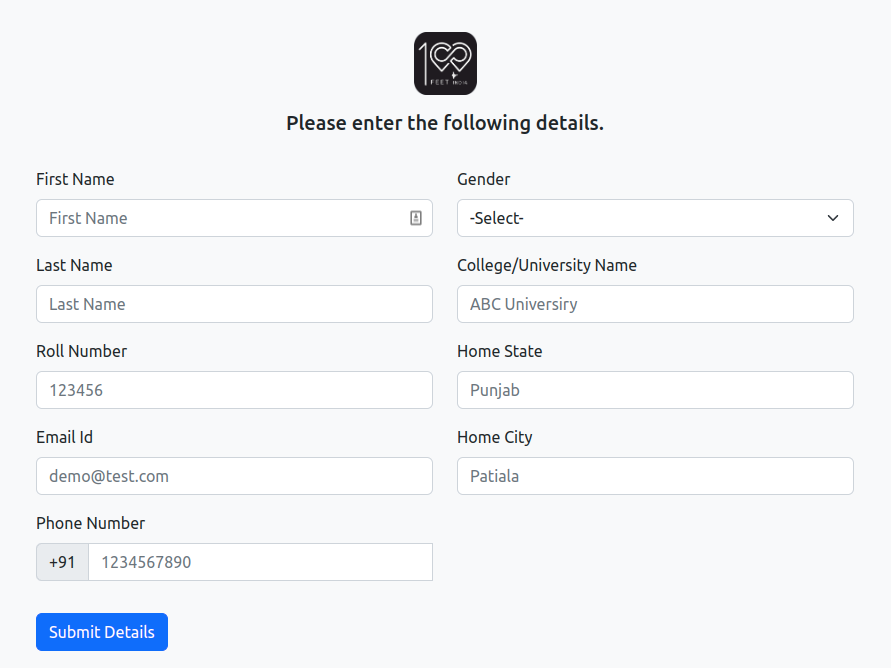 100
FEET INDIA
Please enter the following details.
First Name
First Name
Last Name
Last Name
Roll Number
123456
Email Id
demo@test.com
Phone Number
+91 1234567890
Gender
-Select-
College/University Name
ABC Universiry
Home State
Punjab
Home City
Patiala
Submit Details